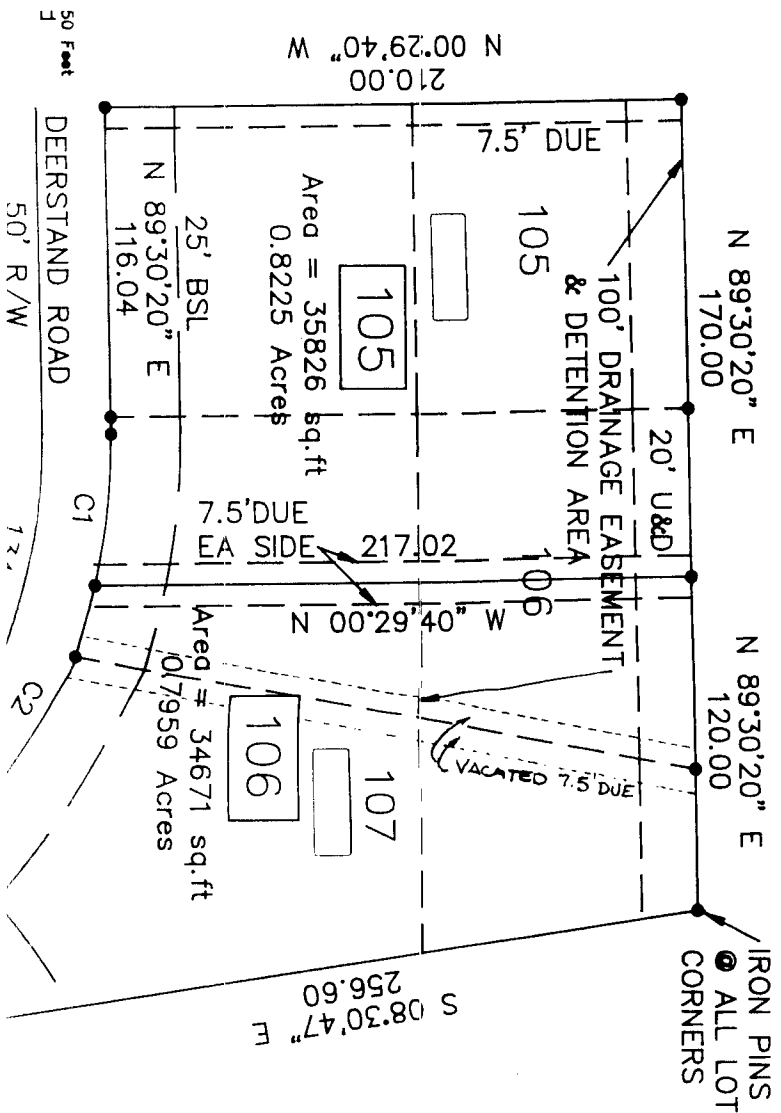 50 Feet
N 00°29'40" W
210.00
DEERSTAND ROAD
50' R/W
N 89°30'20" E
116.04
25' BSL
7.5' DUE
Area = 35826 sq.ft
0.8225 Acres
105
105
N 89°30'20" E
170.00
100' DRAINAGE EASEMENT
& DETENTION AREA
20' U&D
C1
7.5'DUE
EA SIDE
217.02
106
N 00°29'40" W
C2
Area = 34671 sq.ft
0.7959 Acres
106
107
VACATED 7.5' DUE
N 89°30'20" E
120.00
S 08°30'47" E
256.60
IRON PINS
@ ALL LOT
CORNERS